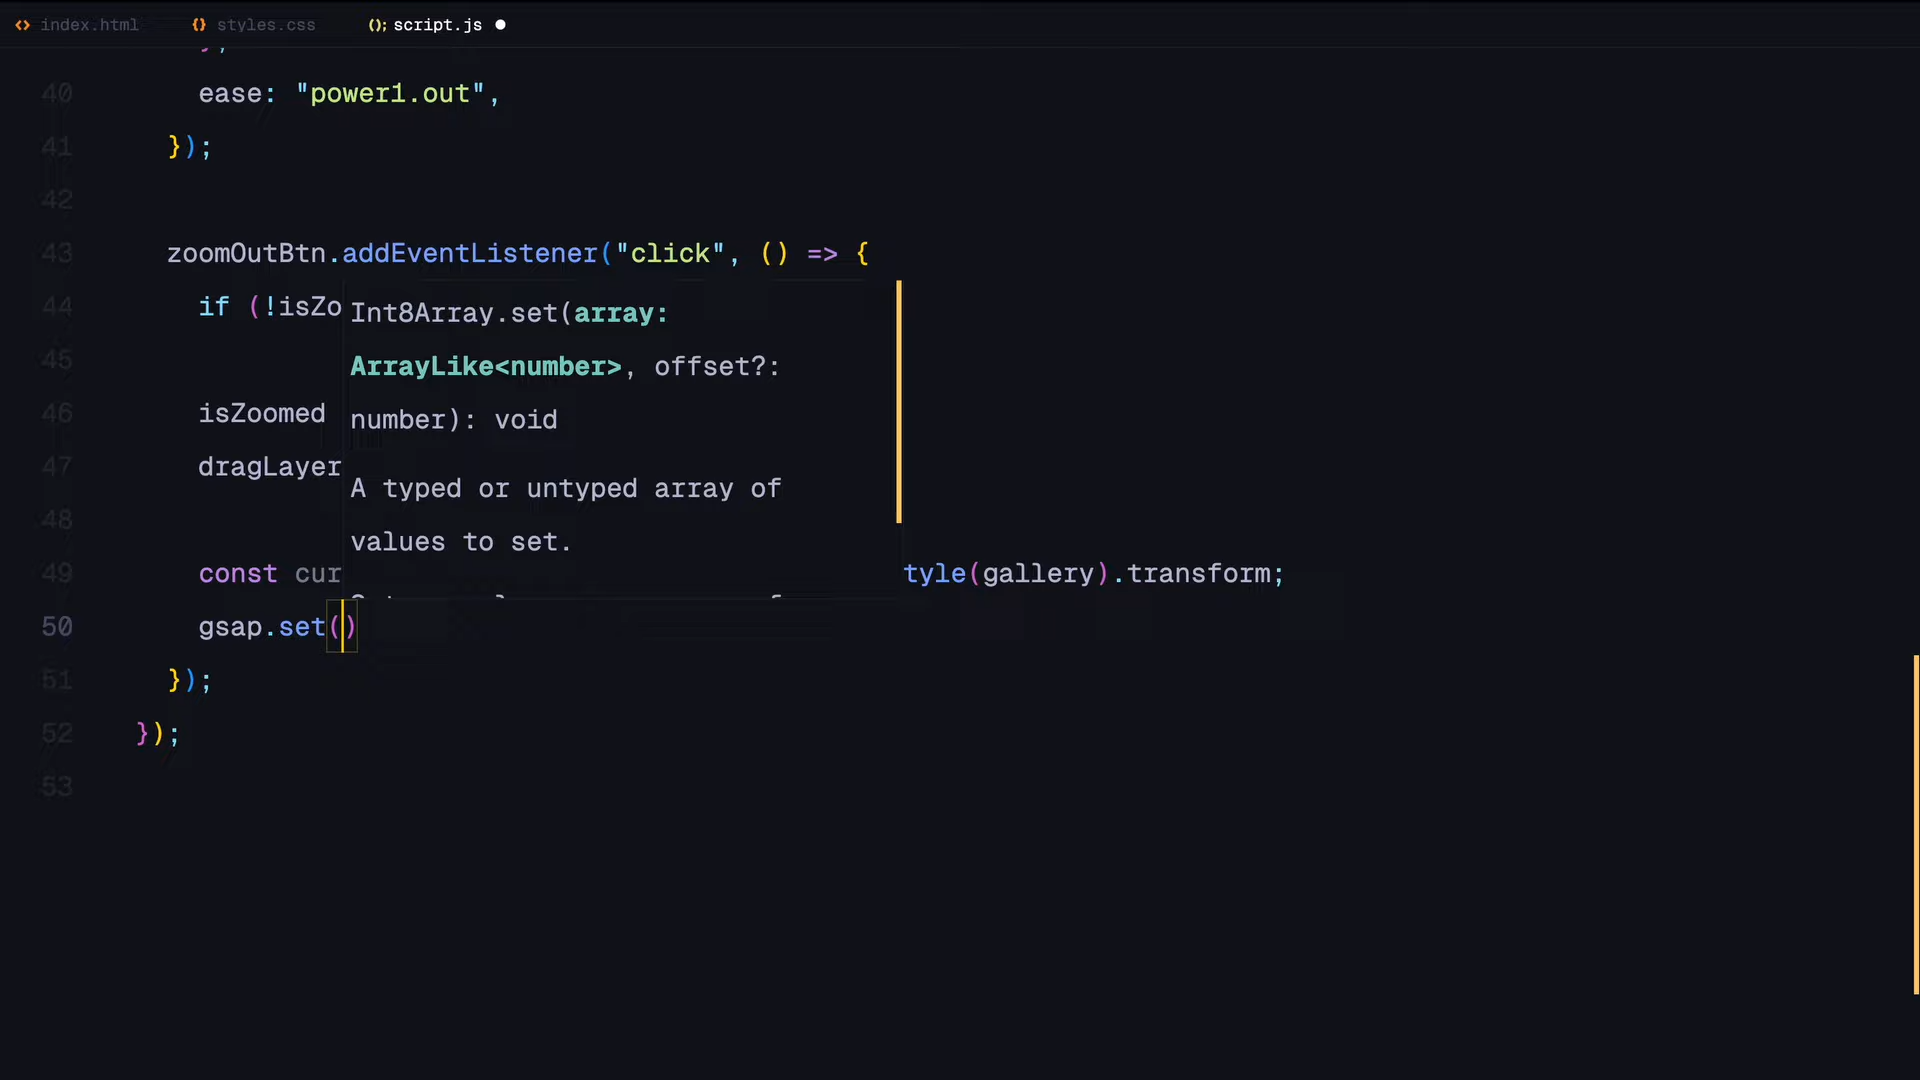 index.html styles.css script.js
40 ease: "power1.out",
41 });
42
43 zoomOutBtn.addEventListener("click", () => {
44 if (!isZo
Int8Array.set(array:
45
ArrayLike<number>, offset?:
46 isZoomed
number): void
47 dragLayer
A typed or untyped array of
48
values to set.
49 const cur tyle(gallery).transform;
50 gsap.set()
51 });
52 });
53